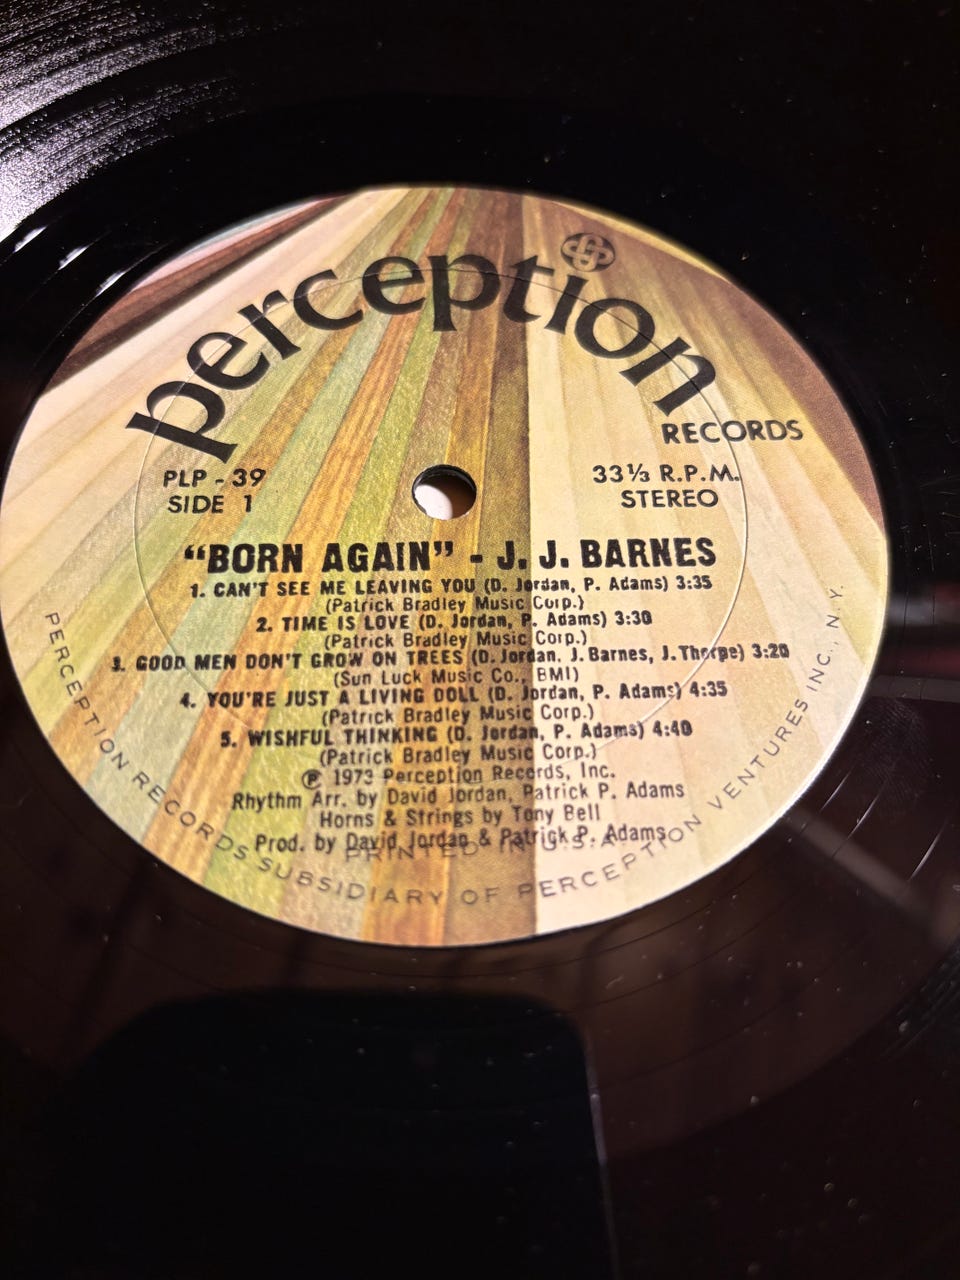 perception
RECORDS
PLP - 39
SIDE 1
33⅓ R.P.M.
STEREO
"BORN AGAIN" - J. J. BARNES
1. CAN'T SEE ME LEAVING YOU (D. Jordan, P. Adams) 3:35
(Patrick Bradley Music Corp.)
2. TIME IS LOVE (D. Jordan, P. Adams) 3:30
(Patrick Bradley Music Corp.)
3. GOOD MEN DON'T GROW ON TREES (D. Jordan, J. Barnes, J. Thorpe) 3:20
(Sun Luck Music Co., BMI)
4. YOU'RE JUST A LIVING DOLL (D. Jordan, P. Adams) 4:35
(Patrick Bradley Music Corp.)
5. WISHFUL THINKING (D. Jordan, P. Adams) 4:40
(Patrick Bradley Music Corp.)
℗ 1973 Perception Records, Inc.
Rhythm Arr. by David Jordan, Patrick P. Adams
Horns & Strings by Tony Bell
Prod. by David Jordan & Patrick P. Adams
PRINTED IN U.S.A.
PERCEPTION RECORDS SUBSIDIARY OF PERCEPTION VENTURES INC., N.Y.